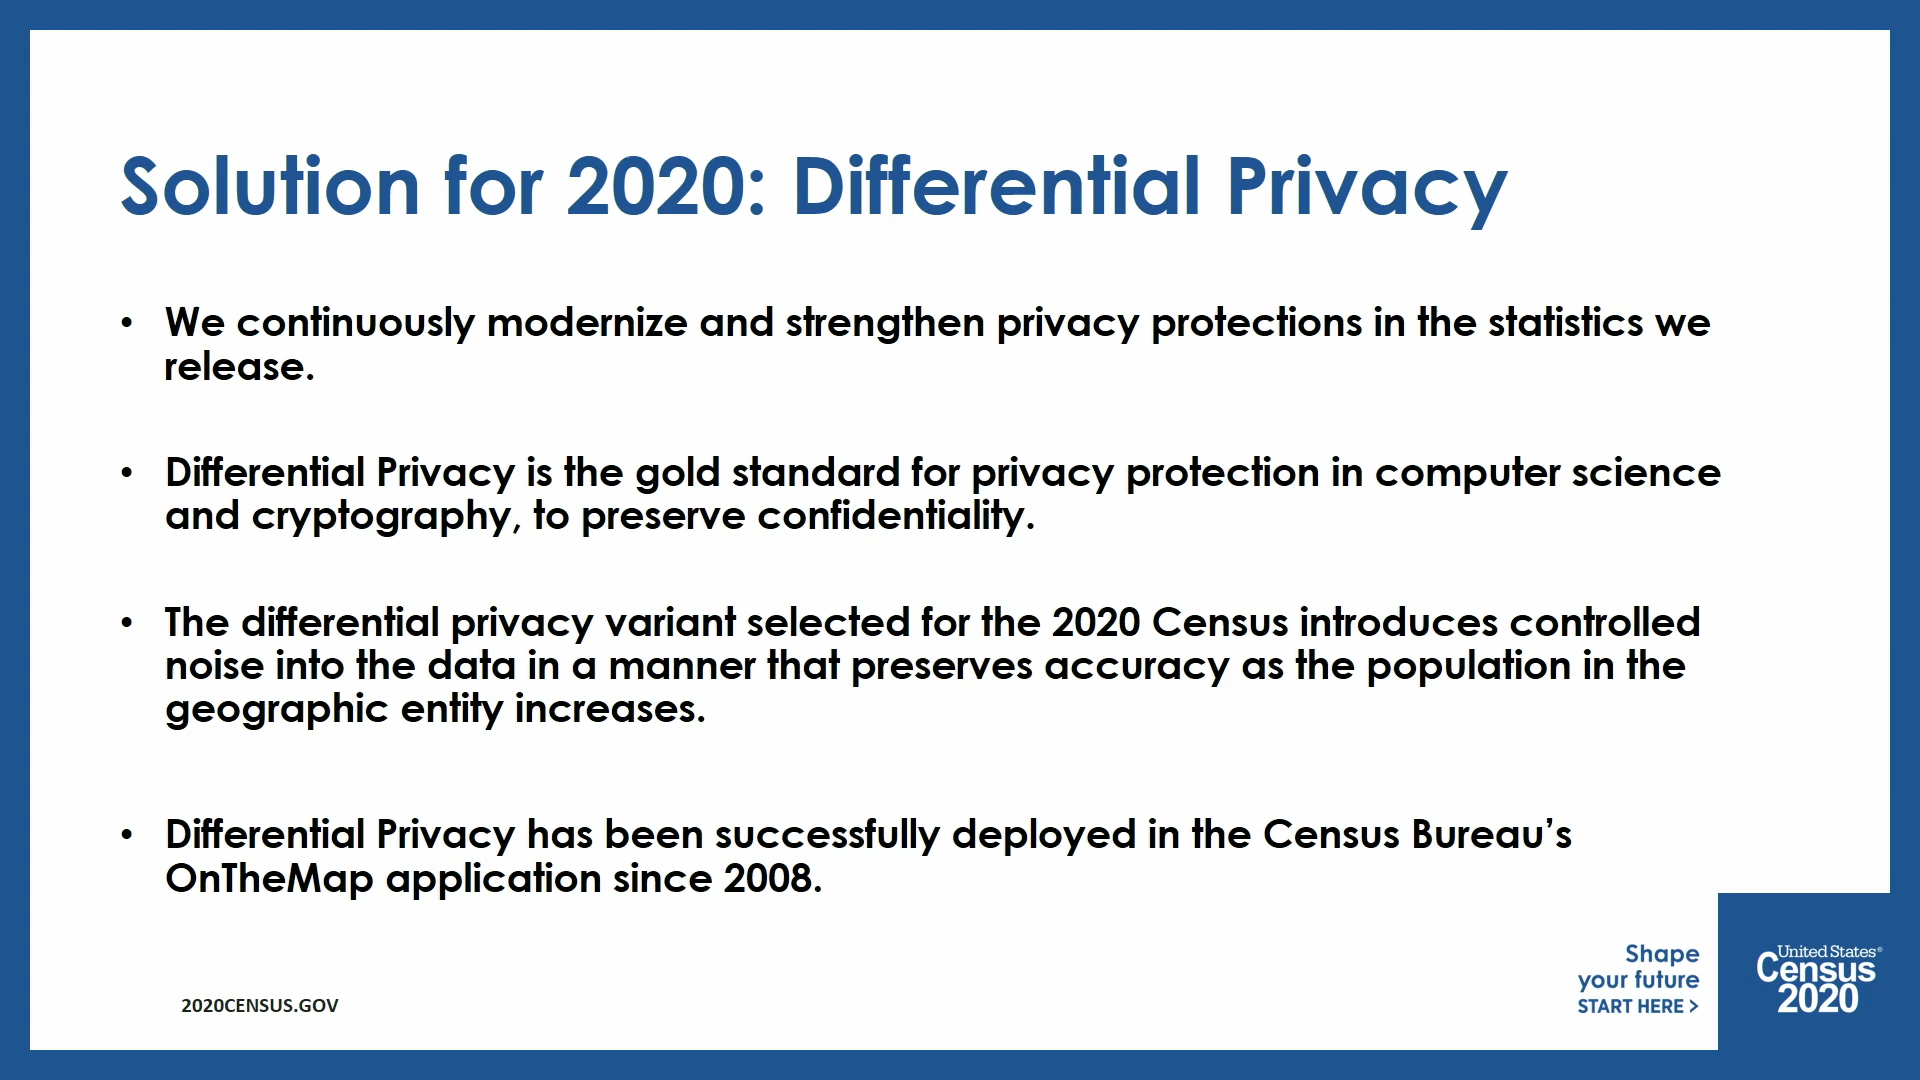 Solution for 2020: Differential Privacy
• We continuously modernize and strengthen privacy protections in the statistics we
release.
• Differential Privacy is the gold standard for privacy protection in computer science
and cryptography, to preserve confidentiality.
• The differential privacy variant selected for the 2020 Census introduces controlled
noise into the data in a manner that preserves accuracy as the population in the
geographic entity increases.
• Differential Privacy has been successfully deployed in the Census Bureau’s
OnTheMap application since 2008.
2020CENSUS.GOV
Shape
your future
START HERE >
United States®
Census
2020